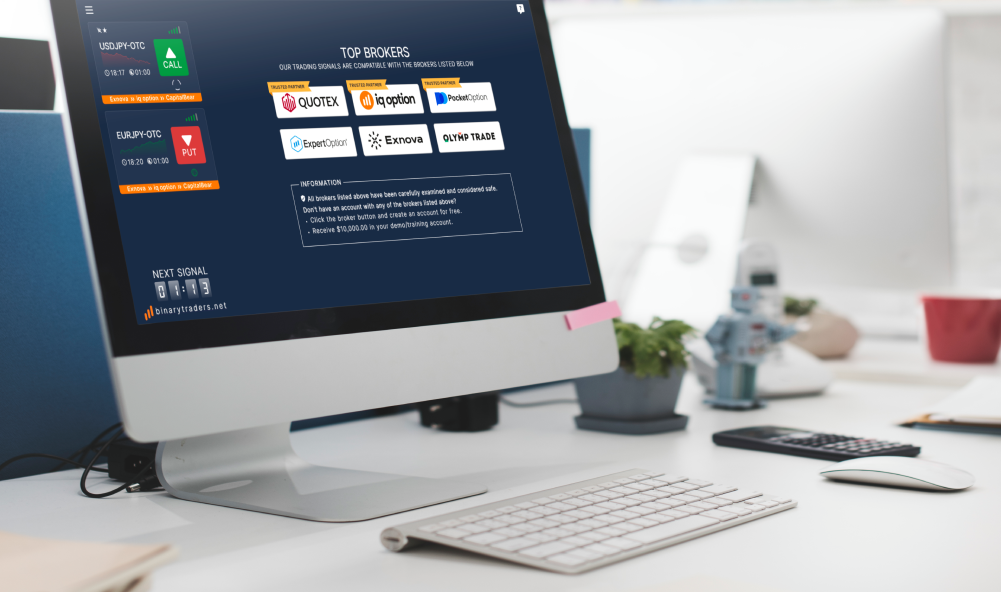 USDJPY-OTC
CALL
18:17 01:00
Exnova » iq option » CapitalBear
EURJPY-OTC
PUT
18:20 01:00
Exnova » iq option » CapitalBear
NEXT SIGNAL
01:13
binarytraders.net
TOP BROKERS
OUR TRADING SIGNALS ARE COMPATIBLE WITH THE BROKERS LISTED BELOW
TRUSTED PARTNER
QUOTEX
TRUSTED PARTNER
iq option
TRUSTED PARTNER
PocketOption
ExpertOption
Exnova
OLYMP TRADE
INFORMATION
All brokers listed above have been carefully examined and considered safe.
Don't have an account with any of the brokers listed above?
- Click the broker button and create an account for free.
- Receive $10,000.00 in your demo/training account.